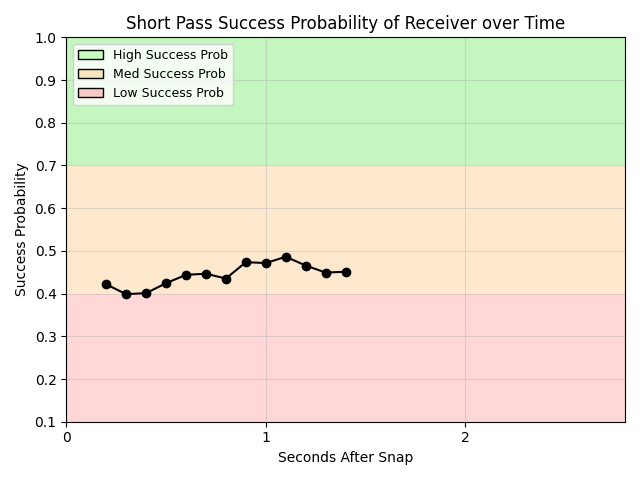 Short Pass Success Probability of Receiver over Time
High Success Prob
Med Success Prob
Low Success Prob
Success Probability
1.0
0.9
0.8
0.7
0.6
0.5
0.4
0.3
0.2
0.1
0 1 2
Seconds After Snap